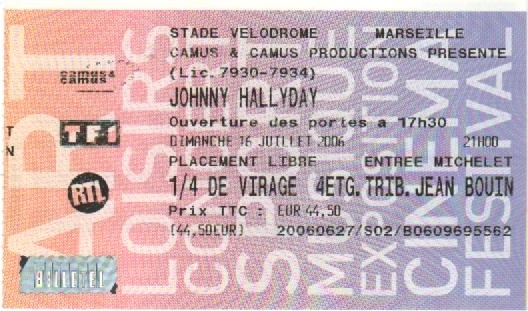 STADE VELODROME MARSEILLE
CAMUS & CAMUS PRODUCTIONS PRESENTE
(Lic. 7930-7934)
JOHNNY HALLYDAY
Ouverture des portes a 17h30
DIMANCHE 16 JUILLET 2006 21H00
PLACEMENT LIBRE ENTREE MICHELET
1/4 DE VIRAGE 4ETG.TRIB.JEAN BOUIN
Prix TTC : EUR 44,50
(44,50EUR) 20060627/S02/B0609695562
camus&
camus
TF1
RTL
BILLETEL
T
N
ART
LOISIRS
SPORT
MUSIQUE
EXPOSITION
CINEMA
FESTIVAL